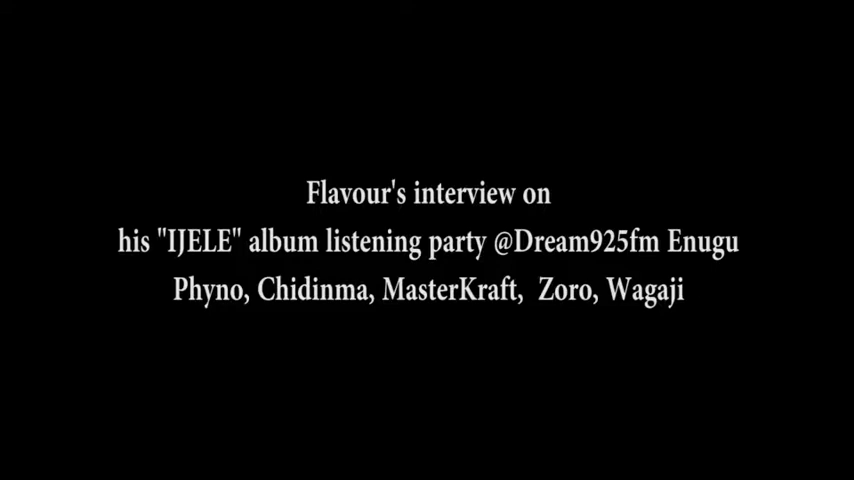 Flavour's interview on
his "IJELE" album listening party @Dream925fm Enugu
Phyno, Chidinma, MasterKraft, Zoro, Wagaji